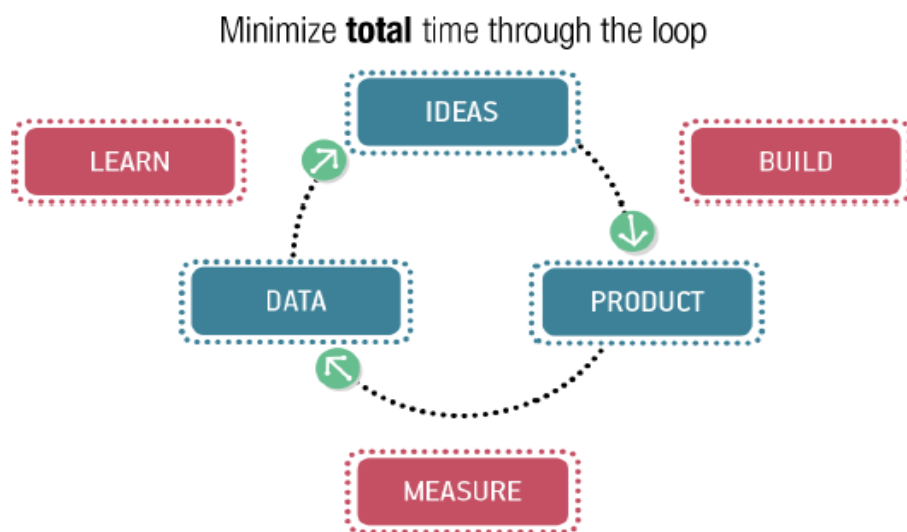 Minimize total time through the loop
IDEAS
LEARN
BUILD
DATA
PRODUCT
MEASURE